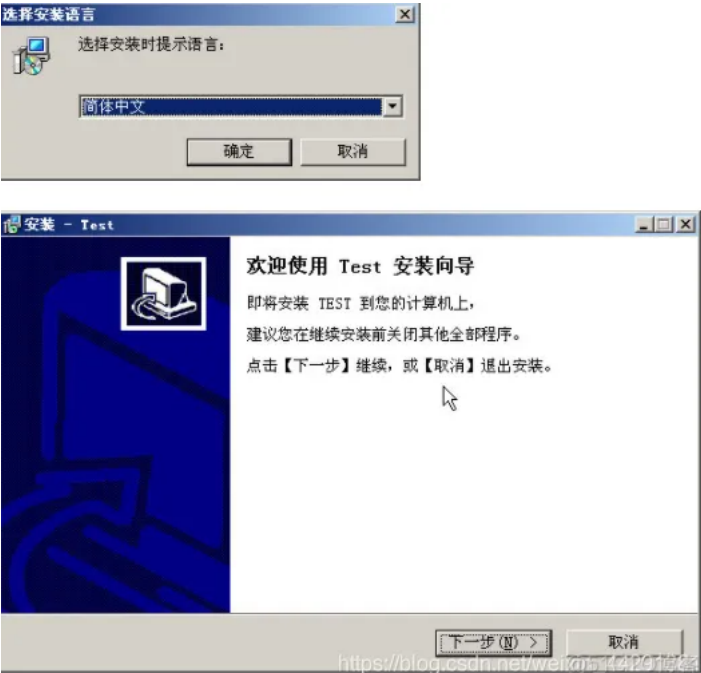 选择安装语言
选择安装时提示语言:
简体中文
确定
取消
安装 - Test
欢迎使用 Test 安装向导
即将安装 TEST 到您的计算机上,
建议您在继续安装前关闭其他全部程序。
点击【下一步】继续,或【取消】退出安装。
下一步(N) >
取消
https://blog.csdn.net/wei